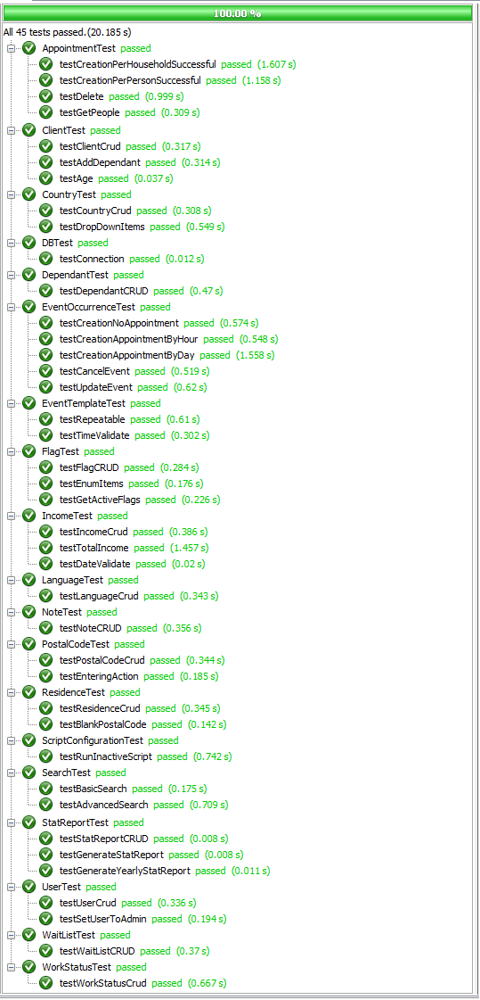 100.00 %
All 45 tests passed.(20.185 s)
AppointmentTest passed
testCreationPerHouseholdSuccessful passed (1.607 s)
testCreationPerPersonSuccessful passed (1.158 s)
testDelete passed (0.999 s)
testGetPeople passed (0.309 s)
ClientTest passed
testClientCrud passed (0.317 s)
testAddDependant passed (0.314 s)
testAge passed (0.037 s)
CountryTest passed
testCountryCrud passed (0.308 s)
testDropDownItems passed (0.549 s)
DBTest passed
testConnection passed (0.012 s)
DependantTest passed
testDependantCRUD passed (0.47 s)
EventOccurrenceTest passed
testCreationNoAppointment passed (0.574 s)
testCreationAppointmentByHour passed (0.548 s)
testCreationAppointmentByDay passed (1.558 s)
testCancelEvent passed (0.519 s)
testUpdateEvent passed (0.62 s)
EventTemplateTest passed
testRepeatable passed (0.61 s)
testTimeValidate passed (0.302 s)
FlagTest passed
testFlagCRUD passed (0.284 s)
testEnumItems passed (0.176 s)
testGetActiveFlags passed (0.226 s)
IncomeTest passed
testIncomeCrud passed (0.386 s)
testTotalIncome passed (1.457 s)
testDateValidate passed (0.02 s)
LanguageTest passed
testLanguageCrud passed (0.343 s)
NoteTest passed
testNoteCRUD passed (0.356 s)
PostalCodeTest passed
testPostalCodeCrud passed (0.344 s)
testEnteringAction passed (0.185 s)
ResidenceTest passed
testResidenceCrud passed (0.345 s)
testBlankPostalCode passed (0.142 s)
ScriptConfigurationTest passed
testRunInactiveScript passed (0.742 s)
SearchTest passed
testBasicSearch passed (0.175 s)
testAdvancedSearch passed (0.709 s)
StatReportTest passed
testStatReportCRUD passed (0.008 s)
testGenerateStatReport passed (0.008 s)
testGenerateYearlyStatReport passed (0.011 s)
UserTest passed
testUserCrud passed (0.336 s)
testSetUserToAdmin passed (0.194 s)
WaitListTest passed
testWaitListCRUD passed (0.37 s)
WorkStatusTest passed
testWorkStatusCrud passed (0.667 s)